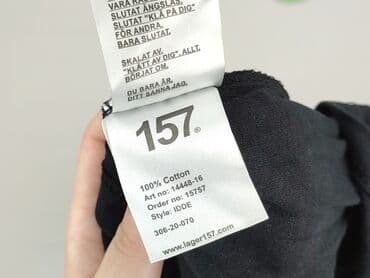 SLUTAT ÄNGSLAS.
SLUTAT "KLÄ PÅ DIG"
FÖR ANDRA.
BARA SLUTAT.
SKALAT AV.
"KLÄTT AV DIG". ALLT.
BÖRJAT OM.
DU BARA ÄR.
DITT SANNA JAG.
157®
100% Cotton
Art no: 14448-16
Order no: 15757
Style: IDDE
306-20-070
www.lager157.com